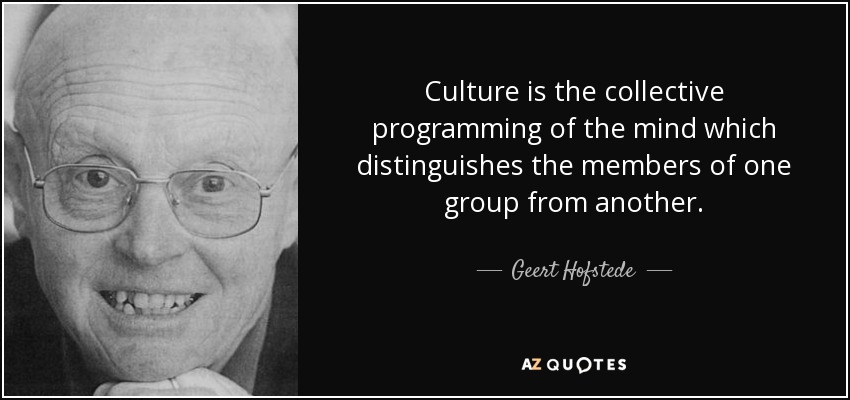 Culture is the collective
programming of the mind which
distinguishes the members of one
group from another.
Geert Hofstede
AZ QUOTES